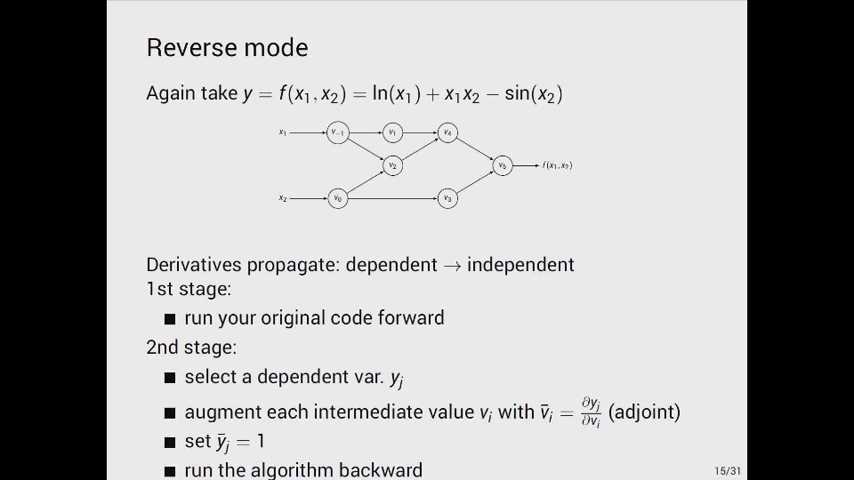 Reverse mode
Again take y = f(x₁, x₂) = ln(x₁) + x₁x₂ − sin(x₂)
x₁ v₋₁ v₁ v₄
v₂ v₅ f(x₁, x₂)
x₂ v₀ v₃
Derivatives propagate: dependent → independent
1st stage:
■ run your original code forward
2nd stage:
■ select a dependent var. yⱼ
■ augment each intermediate value vᵢ with v̄ᵢ = ∂yⱼ/∂vᵢ (adjoint)
■ set ȳⱼ = 1
■ run the algorithm backward
15/31